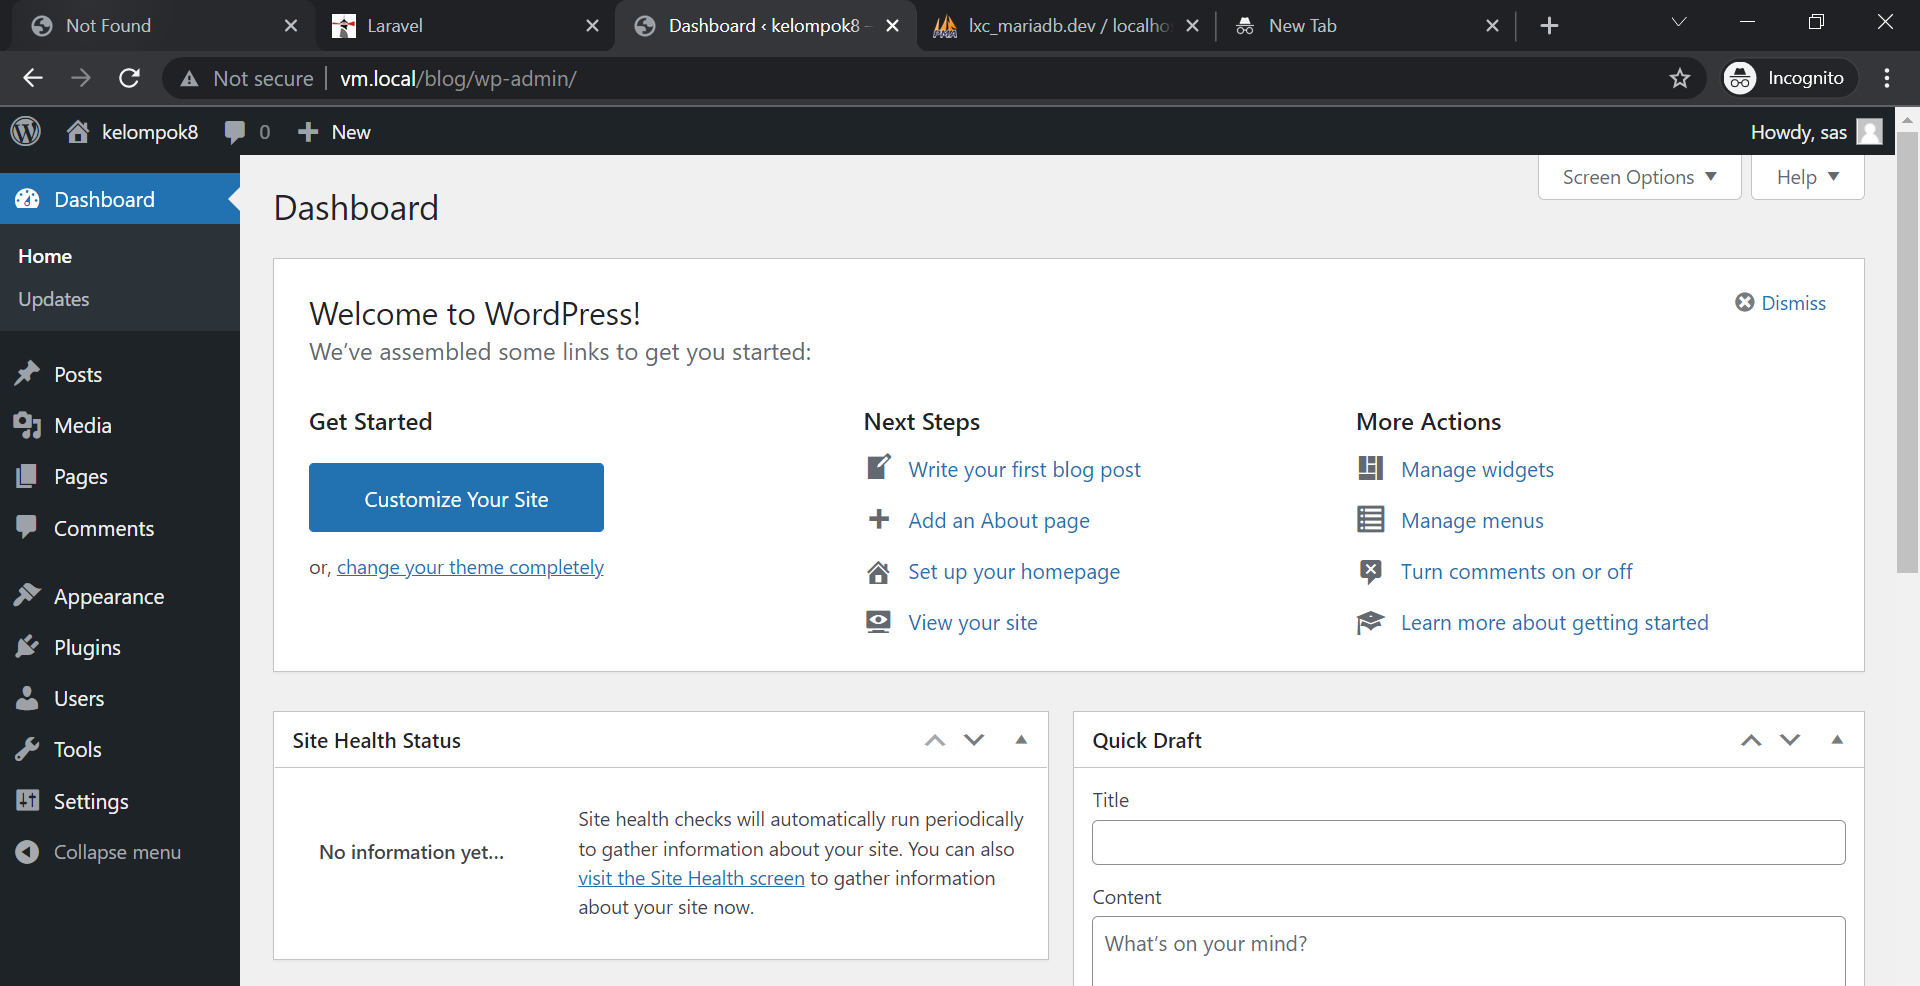 Not Found
Laravel
Dashboard ‹ kelompok8 –
lxc_mariadb.dev / localho
New Tab
Not secure
vm.local/blog/wp-admin/
Incognito
kelompok8
0
New
Howdy, sas
Dashboard
Home
Updates
Posts
Media
Pages
Comments
Appearance
Plugins
Users
Tools
Settings
Collapse menu
Screen Options
Help
Dashboard
Welcome to WordPress!
Dismiss
We’ve assembled some links to get you started:
Get Started
Customize Your Site
or, change your theme completely
Next Steps
Write your first blog post
Add an About page
Set up your homepage
View your site
More Actions
Manage widgets
Manage menus
Turn comments on or off
Learn more about getting started
Site Health Status
No information yet…
Site health checks will automatically run periodically
to gather information about your site. You can also
visit the Site Health screen to gather information
about your site now.
Quick Draft
Title
Content
What’s on your mind?